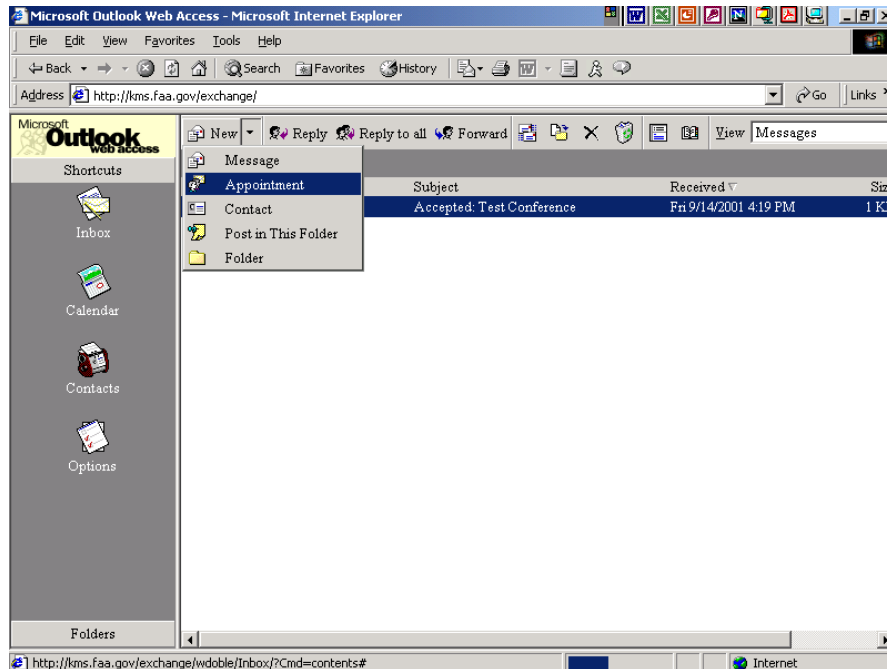 Microsoft Outlook Web Access - Microsoft Internet Explorer
File Edit View Favorites Tools Help
Back Search Favorites History
Address http://kms.faa.gov/exchange/ Go Links
Microsoft
Outlook
web access
New Reply Reply to all Forward View Messages
Shortcuts
Message
Appointment
Contact
Post in This Folder
Folder
Subject Received
Accepted: Test Conference Fri 9/14/2001 4:19 PM 1 K
Inbox
Calendar
Contacts
Options
Folders
http://kms.faa.gov/exchange/wdoble/Inbox/?Cmd=contents# Internet